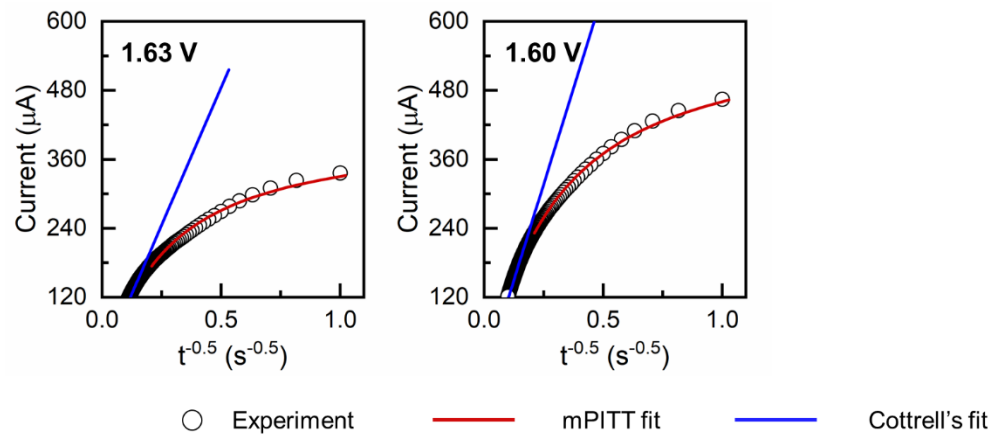 600
480
360
240
120
Current (μA)
1.63 V
0.0
0.5
1.0
t^-0.5 (s^-0.5)
600
480
360
240
120
Current (μA)
1.60 V
0.0
0.5
1.0
t^-0.5 (s^-0.5)
Experiment
mPITT fit
Cottrell's fit